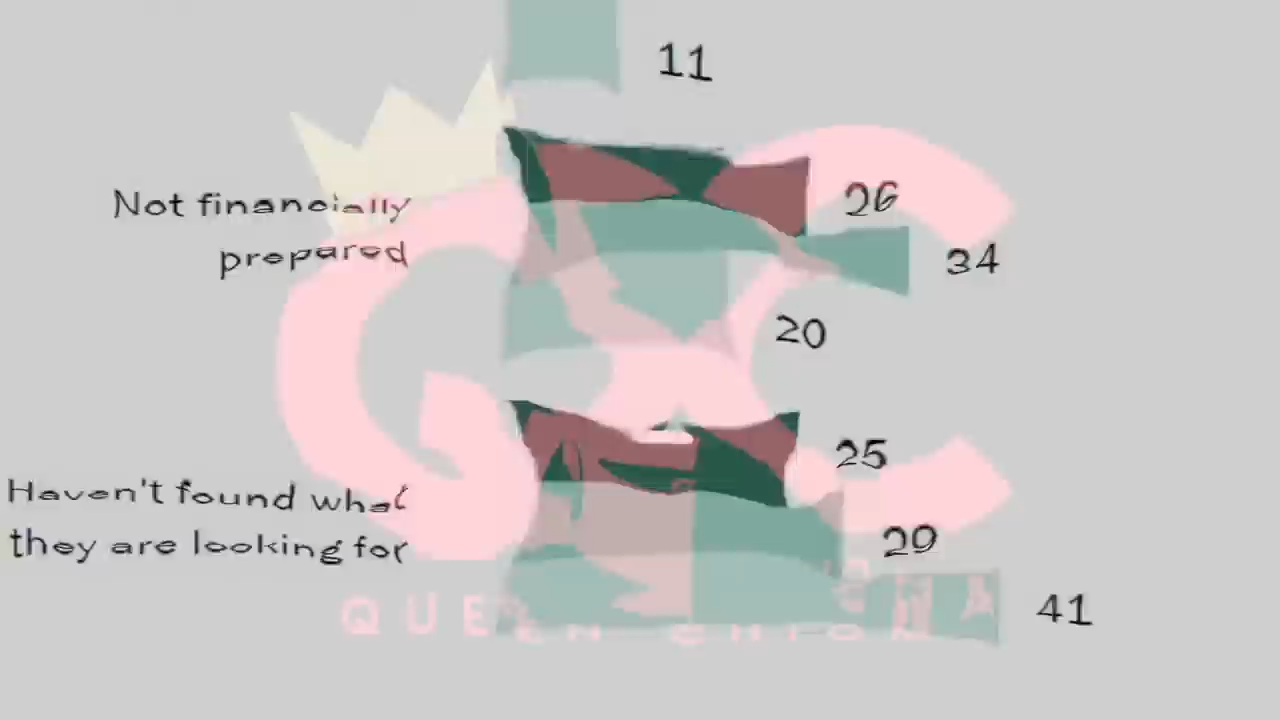 11
Not financially
prepared
26
34
20
Haven't found what
they are looking for
25
29
41